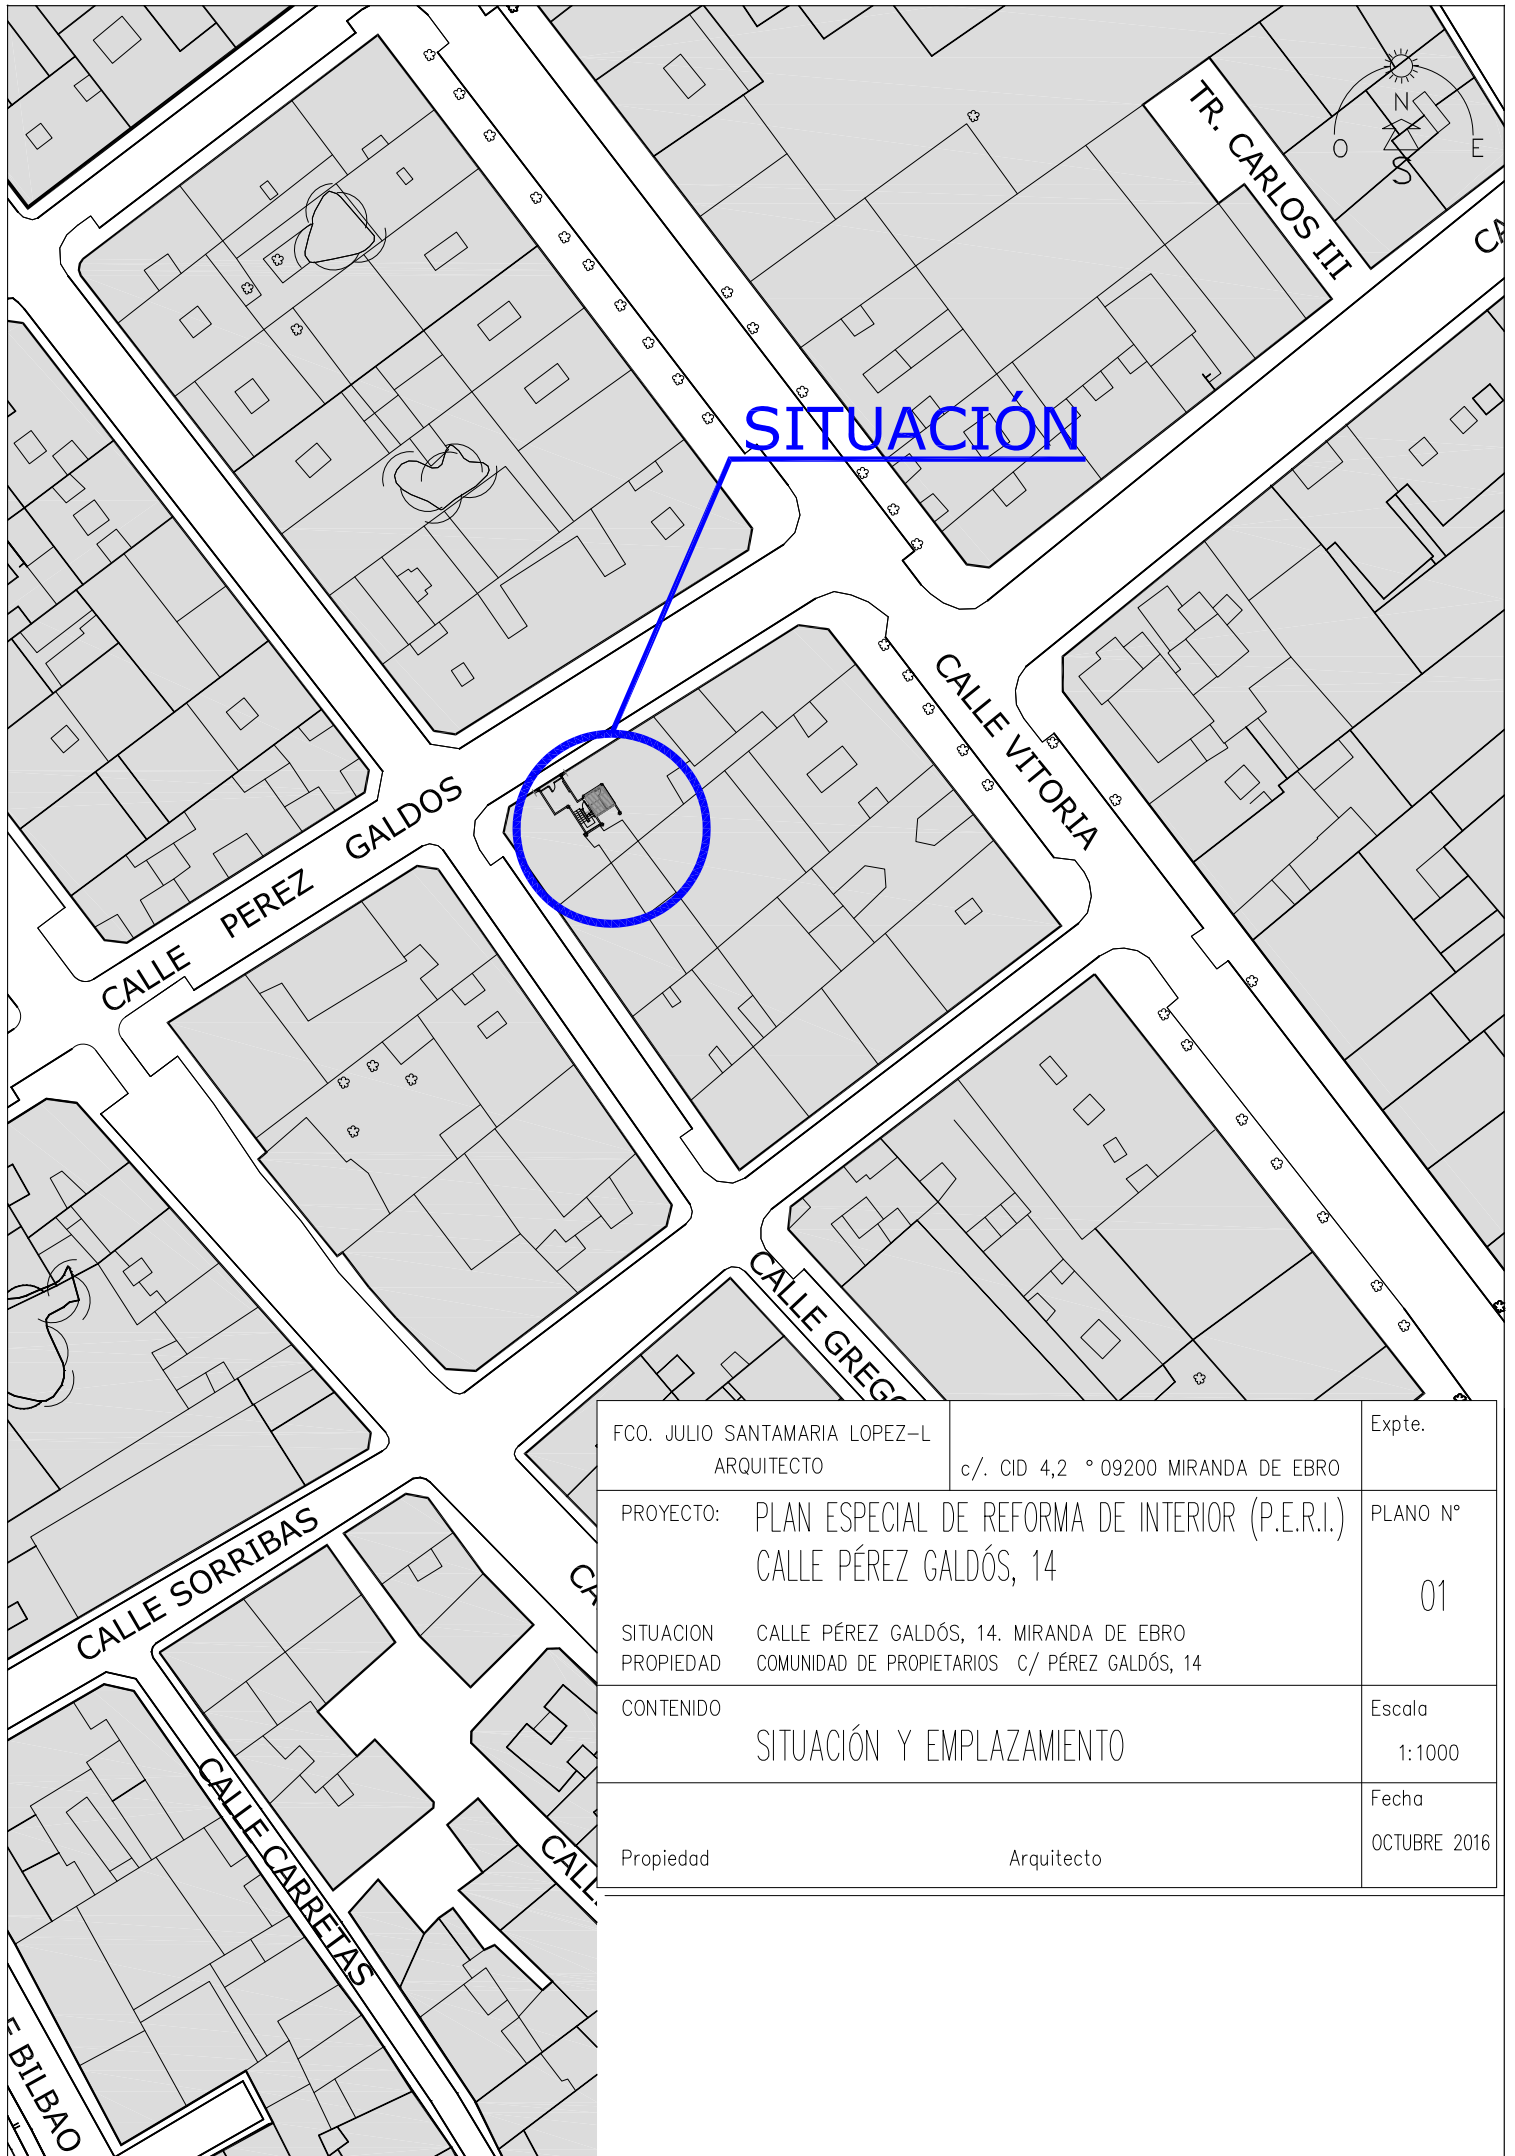 TR. CARLOS III
N
O
E
S
CA
SITUACIÓN
CALLE VITORIA
CALLE PEREZ GALDOS
CALLE GREGO
CALLE SORRIBAS
CA
CALLE CARRETAS
CALL
E BILBAO
FCO. JULIO SANTAMARIA LOPEZ-L
ARQUITECTO
c/. CID 4,2 ° 09200 MIRANDA DE EBRO
Expte.
PROYECTO: PLAN ESPECIAL DE REFORMA DE INTERIOR (P.E.R.I.)
CALLE PÉREZ GALDÓS, 14
PLANO N°
01
SITUACION CALLE PÉREZ GALDÓS, 14. MIRANDA DE EBRO
PROPIEDAD COMUNIDAD DE PROPIETARIOS C/ PÉREZ GALDÓS, 14
CONTENIDO
SITUACIÓN Y EMPLAZAMIENTO
Escala
1:1000
Fecha
OCTUBRE 2016
Propiedad Arquitecto